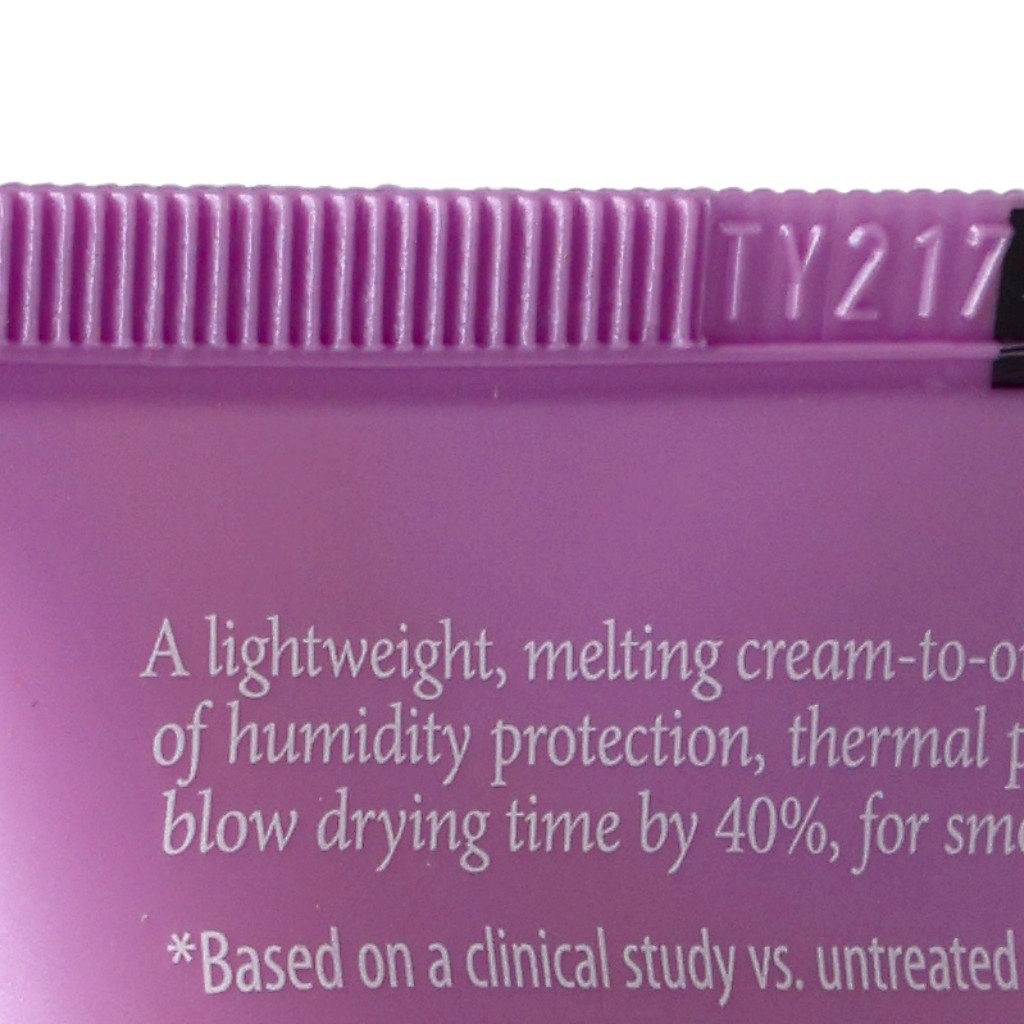 TY217
A lightweight, melting cream-to-
of humidity protection, thermal
blow drying time by 40%, for
*Based on a clinical study vs. untreated